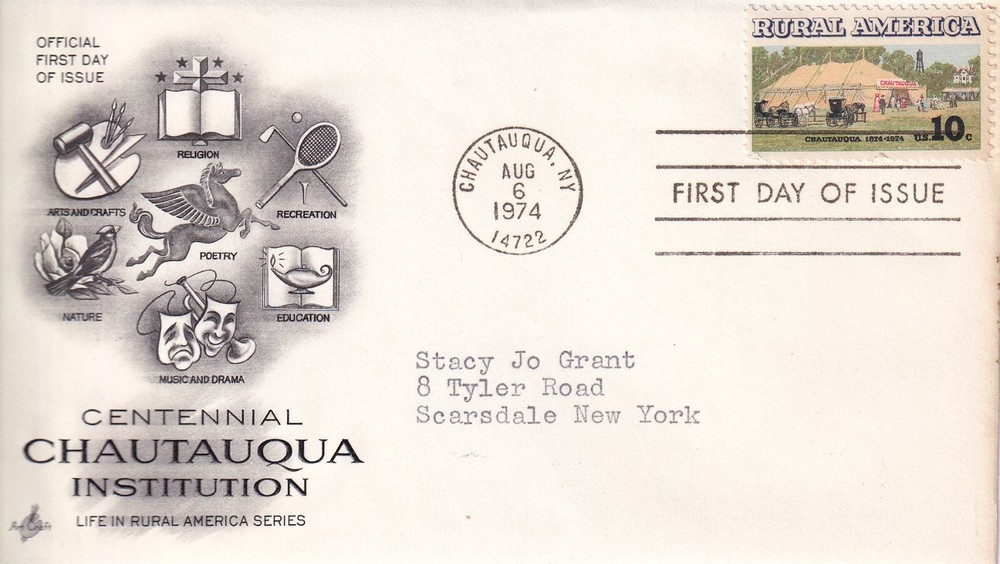 OFFICIAL
FIRST DAY
OF ISSUE
RELIGION
ARTS AND CRAFTS
RECREATION
POETRY
NATURE
EDUCATION
MUSIC AND DRAMA
CENTENNIAL
CHAUTAUQUA
INSTITUTION
LIFE IN RURAL AMERICA SERIES
Art Craft
CHAUTAUQUA, NY
AUG
6
1974
14722
RURAL AMERICA
CHAUTAUQUA
CHAUTAUQUA 1874-1974
U.S. 10c
FIRST DAY OF ISSUE
Stacy Jo Grant
8 Tyler Road
Scarsdale New York